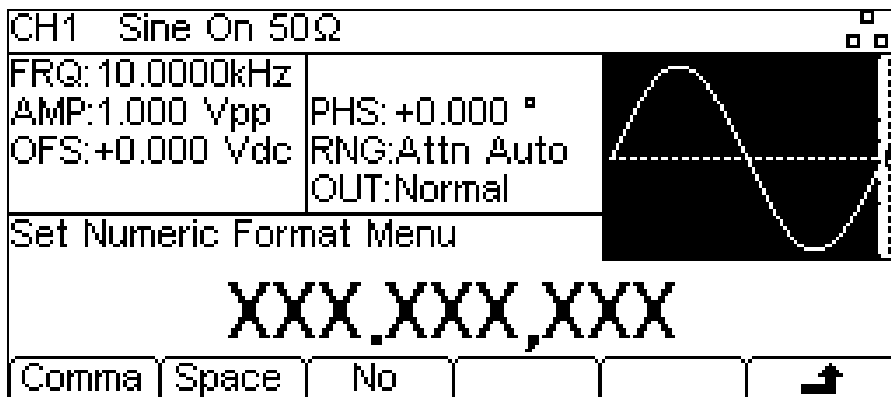 CH1 Sine On 50Ω
FRQ:10.0000kHz
AMP:1.000 Vpp
OFS:+0.000 Vdc
PHS:+0.000 °
RNG:Attn Auto
OUT:Normal
Set Numeric Format Menu
XXX.XXX,XXX
Comma Space No